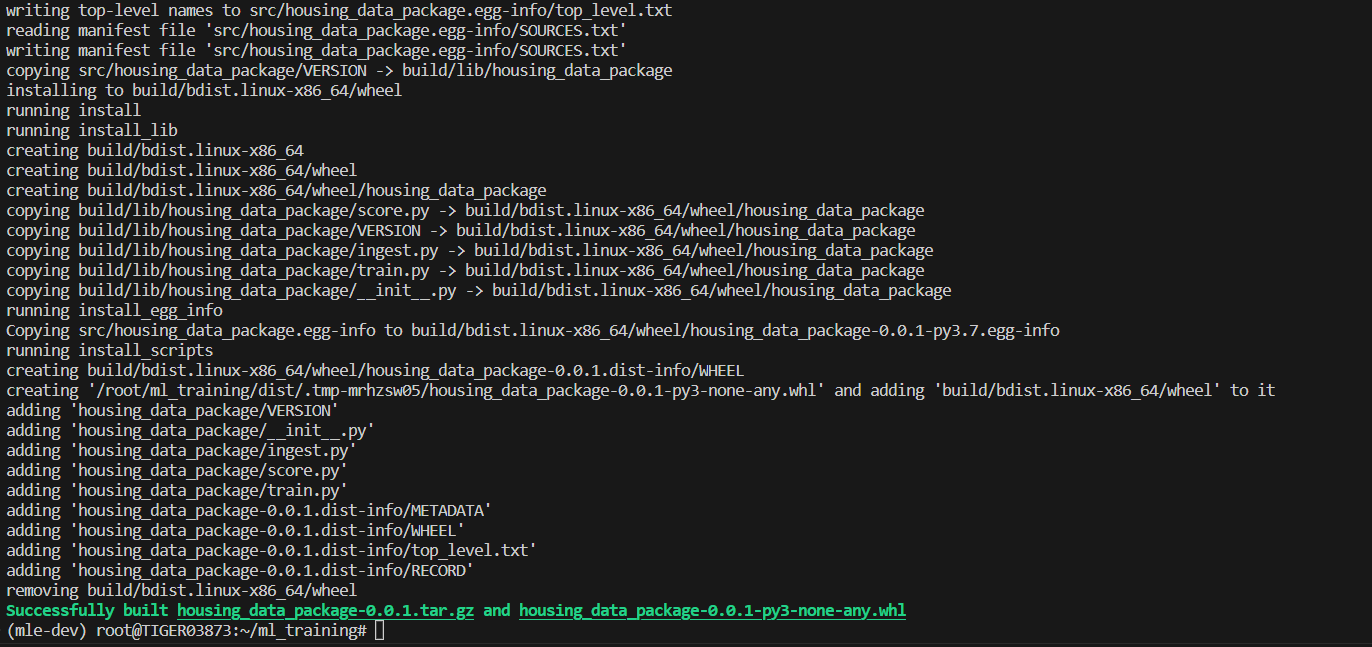 writing top-level names to src/housing_data_package.egg-info/top_level.txt
reading manifest file 'src/housing_data_package.egg-info/SOURCES.txt'
writing manifest file 'src/housing_data_package.egg-info/SOURCES.txt'
copying src/housing_data_package/VERSION -> build/lib/housing_data_package
installing to build/bdist.linux-x86_64/wheel
running install
running install_lib
creating build/bdist.linux-x86_64
creating build/bdist.linux-x86_64/wheel
creating build/bdist.linux-x86_64/wheel/housing_data_package
copying build/lib/housing_data_package/score.py -> build/bdist.linux-x86_64/wheel/housing_data_package
copying build/lib/housing_data_package/VERSION -> build/bdist.linux-x86_64/wheel/housing_data_package
copying build/lib/housing_data_package/ingest.py -> build/bdist.linux-x86_64/wheel/housing_data_package
copying build/lib/housing_data_package/train.py -> build/bdist.linux-x86_64/wheel/housing_data_package
copying build/lib/housing_data_package/__init__.py -> build/bdist.linux-x86_64/wheel/housing_data_package
running install_egg_info
Copying src/housing_data_package.egg-info to build/bdist.linux-x86_64/wheel/housing_data_package-0.0.1-py3.7.egg-info
running install_scripts
creating build/bdist.linux-x86_64/wheel/housing_data_package-0.0.1.dist-info/WHEEL
creating '/root/ml_training/dist/.tmp-mrhzsw05/housing_data_package-0.0.1-py3-none-any.whl' and adding 'build/bdist.linux-x86_64/wheel' to it
adding 'housing_data_package/VERSION'
adding 'housing_data_package/__init__.py'
adding 'housing_data_package/ingest.py'
adding 'housing_data_package/score.py'
adding 'housing_data_package/train.py'
adding 'housing_data_package-0.0.1.dist-info/METADATA'
adding 'housing_data_package-0.0.1.dist-info/WHEEL'
adding 'housing_data_package-0.0.1.dist-info/top_level.txt'
adding 'housing_data_package-0.0.1.dist-info/RECORD'
removing build/bdist.linux-x86_64/wheel
Successfully built housing_data_package-0.0.1.tar.gz and housing_data_package-0.0.1-py3-none-any.whl
(mle-dev) root@TIGER03873:~/ml_training#